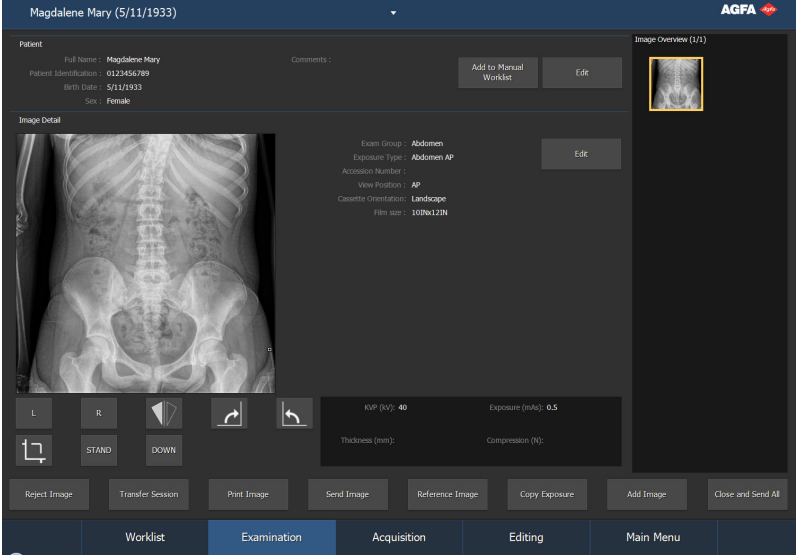 Magdalene Mary (5/11/1933)
AGFA
Agfa
Patient
Full Name : Magdalene Mary
Patient Identification : 0123456789
Birth Date : 5/11/1933
Sex : Female
Comments :
Add to Manual
Worklist
Edit
Image Overview (1/1)
Image Detail
Exam Group : Abdomen
Exposure Type : Abdomen AP
Accession Number :
View Position : AP
Cassette Orientation: Landscape
Film size : 10INx12IN
Edit
L
R
STAND
DOWN
KVP (kV): 40
Exposure (mAs): 0.5
Thickness (mm):
Compression (N):
Reject Image
Transfer Session
Print Image
Send Image
Reference Image
Copy Exposure
Add Image
Close and Send All
Worklist
Examination
Acquisition
Editing
Main Menu